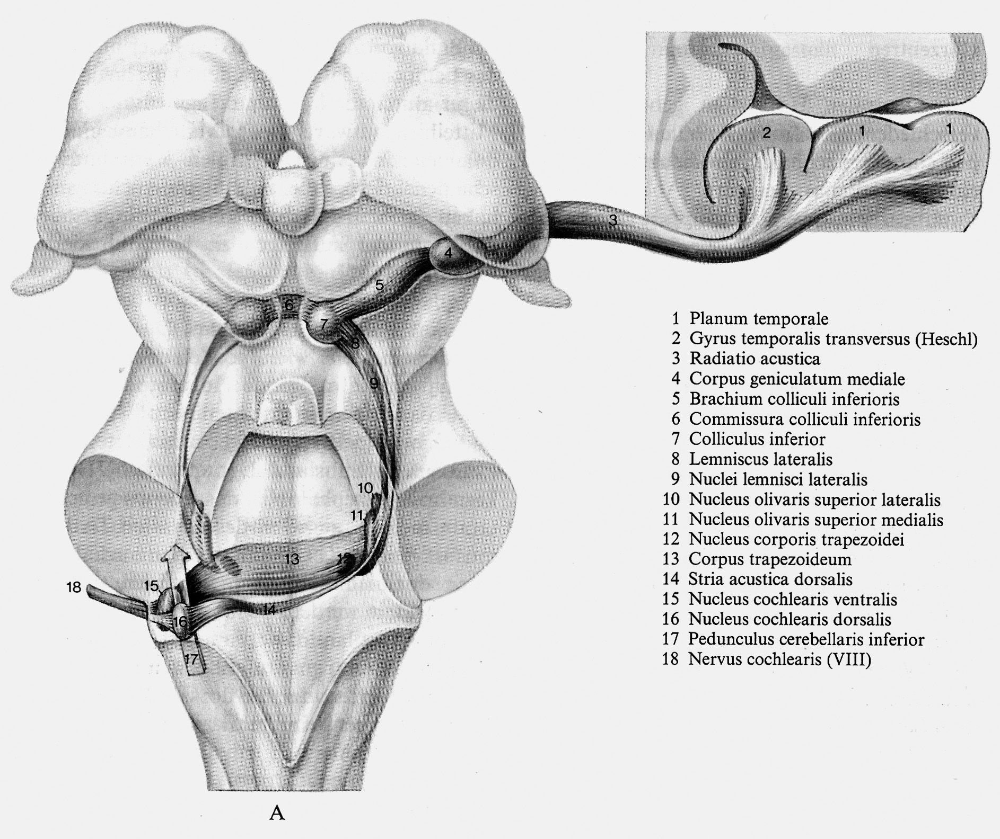 2
1
1
3
4
5
6
7
8
9
10
11
12
13
14
15
16
17
18
1 Planum temporale
2 Gyrus temporalis transversus (Heschl)
3 Radiatio acustica
4 Corpus geniculatum mediale
5 Brachium colliculi inferioris
6 Commissura colliculi inferioris
7 Colliculus inferior
8 Lemniscus lateralis
9 Nuclei lemnisci lateralis
10 Nucleus olivaris superior lateralis
11 Nucleus olivaris superior medialis
12 Nucleus corporis trapezoidei
13 Corpus trapezoideum
14 Stria acustica dorsalis
15 Nucleus cochlearis ventralis
16 Nucleus cochlearis dorsalis
17 Pedunculus cerebellaris inferior
18 Nervus cochlearis (VIII)
A